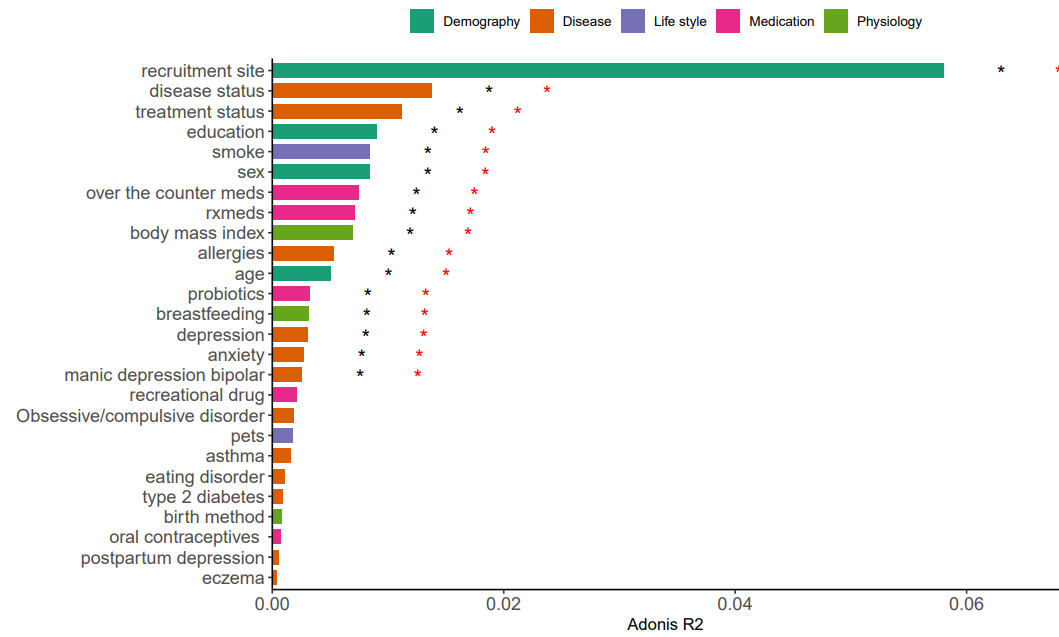 Demography Disease Life style Medication Physiology
recruitment site * *
disease status * *
treatment status * *
education * *
smoke * *
sex * *
over the counter meds * *
rxmeds * *
body mass index * *
allergies * *
age * *
probiotics * *
breastfeeding * *
depression * *
anxiety * *
manic depression bipolar * *
recreational drug
Obsessive/compulsive disorder
pets
asthma
eating disorder
type 2 diabetes
birth method
oral contraceptives
postpartum depression
eczema
0.00 0.02 0.04 0.06
Adonis R2